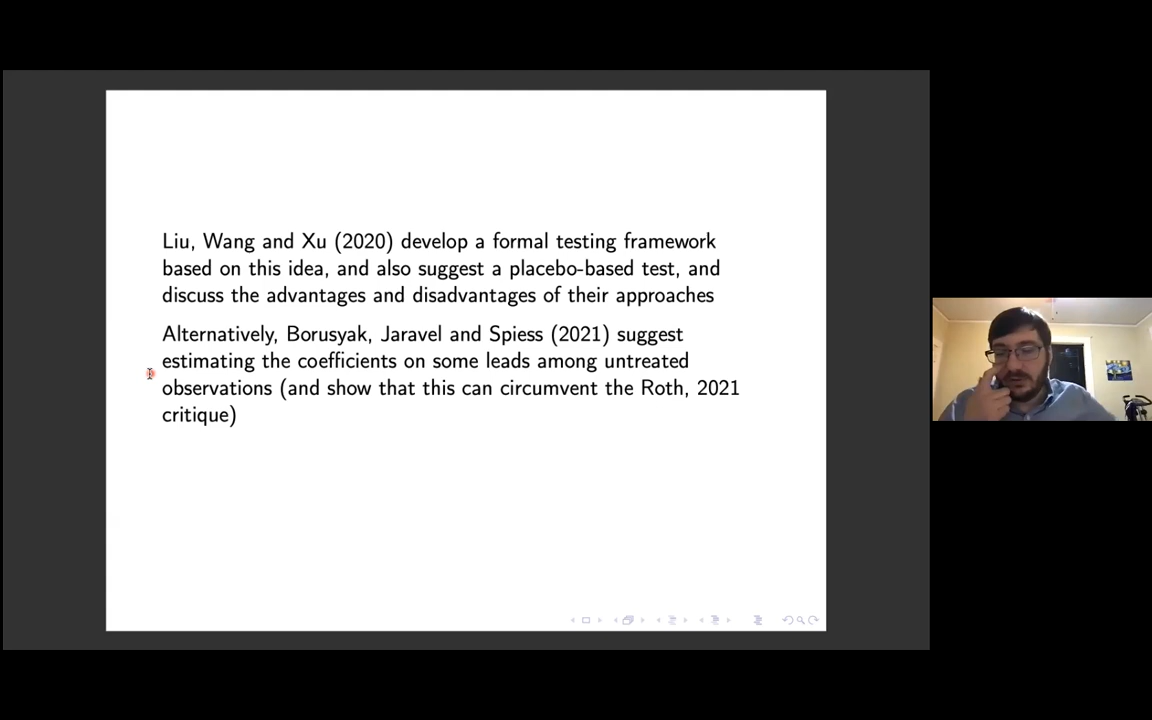 Liu, Wang and Xu (2020) develop a formal testing framework
based on this idea, and also suggest a placebo-based test, and
discuss the advantages and disadvantages of their approaches
Alternatively, Borusyak, Jaravel and Spiess (2021) suggest
estimating the coefficients on some leads among untreated
observations (and show that this can circumvent the Roth, 2021
critique)